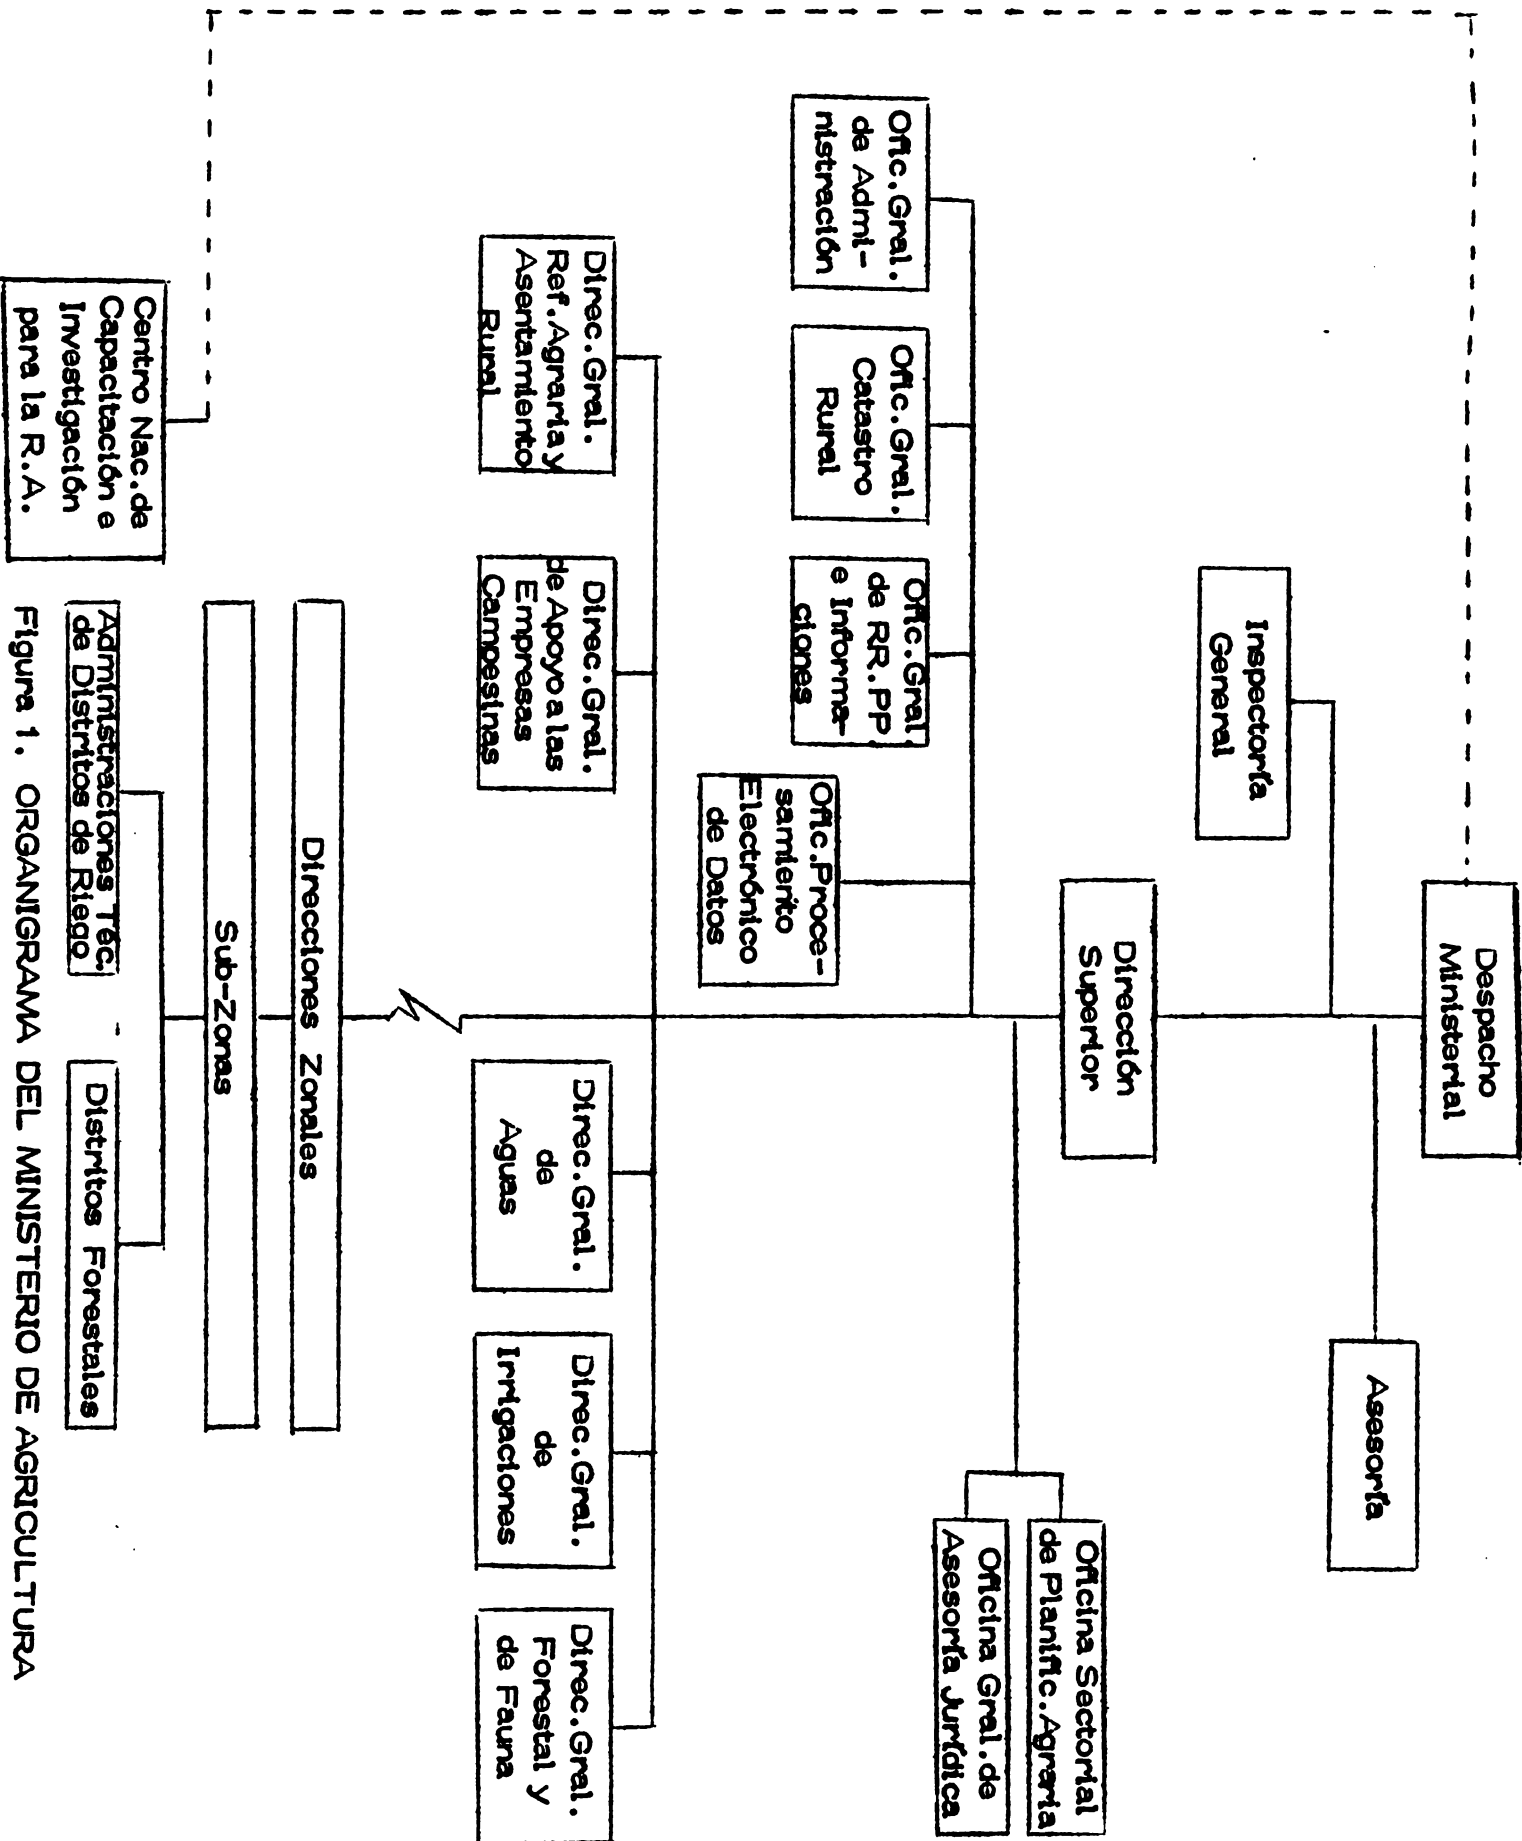 Despacho
Ministerial
Asesoría
Inspectoría
General
Dirección
Superior
Oficina Sectorial
de Planific.Agraria
Oficina Gral.de
Asesoría Jurídica
Ofic.Gral.
de Admi-
nistración
Ofic.Gral.
Catastro
Rural
Ofic.Gral.
de RR.PP
e Informa-
ciones
Ofic.Proce-
samiento
Electrónico
de Datos
Direc.Gral.
Ref.Agraria y
Asentamiento
Rural
Direc.Gral.
de Apoyo a las
Empresas
Campesinas
Direc.Gral.
de
Aguas
Direc.Gral.
de
Irrigaciones
Direc.Gral.
Forestal y
de Fauna
Direcciones Zonales
Sub-Zonas
Centro Nac.de
Capacitación e
Investigación
para la R.A.
Administraciones Téc.
de Distritos de Riego
Distritos Forestales
Figura 1. ORGANIGRAMA DEL MINISTERIO DE AGRICULTURA